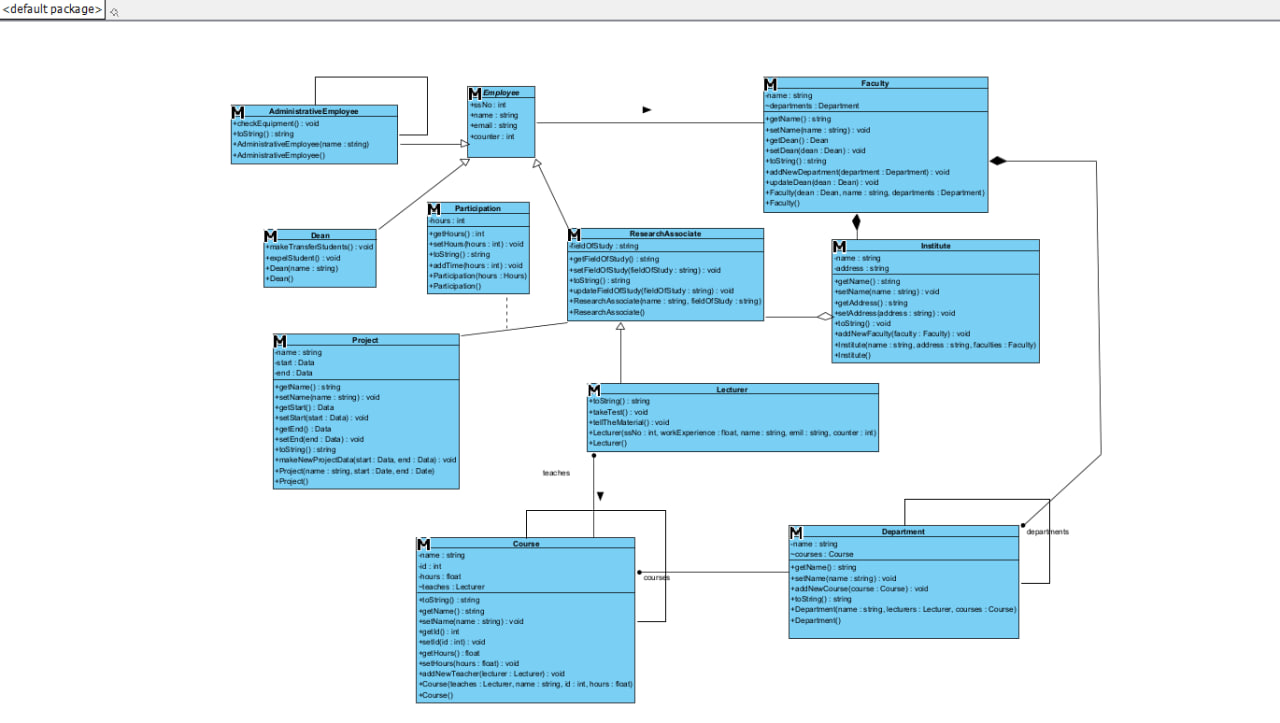 <default package>
AdministrativeEmployee
+checkEquipment() : void
+toString() : string
+AdministrativeEmployee(name : string)
+AdministrativeEmployee()
Employee
+ssNo : int
+name : string
+email : string
+counter : int
Faculty
-name : string
~departments : Department
+getName() : string
+setName(name : string) : void
+getDean() : Dean
+setDean(dean : Dean) : void
+toString() : string
+addNewDepartment(department : Department) : void
+updateDean(dean : Dean) : void
+Faculty(dean : Dean, name : string, departments : Department)
+Faculty()
Dean
+makeTransferStudents() : void
+expelStudent() : void
+Dean(name : string)
+Dean()
Participation
-hours : int
+getHours() : int
+setHours(hours : int) : void
+toString() : string
+addTime(hours : int) : void
+Participation(hours : Hours)
+Participation()
ResearchAssociate
-fieldOfStudy : string
+getFieldOfStudy() : string
+setFieldOfStudy(fieldOfStudy : string) : void
+toString() : string
+updateFieldOfStudy(fieldOfStudy : string) : void
+ResearchAssociate(name : string, fieldOfStudy : string)
+ResearchAssociate()
Institute
-name : string
-address : string
+getName() : string
+setName(name : string) : void
+getAddress() : string
+setAddress(address : string) : void
+toString() : void
+addNewFaculty(faculty : Faculty) : void
+Institute(name : string, address : string, faculties : Faculty)
+Institute()
Project
-name : string
-start : Data
-end : Data
+getName() : string
+setName(name : string) : void
+getStart() : Data
+setStart(start : Data) : void
+getEnd() : Data
+setEnd(end : Data) : void
+toString() : string
+makeNewProjectData(start : Data, end : Data) : void
+Project(name : string, start : Date, end : Date)
+Project()
Lecturer
+toString() : string
+takeTest() : void
+tellTheMaterial() : void
+Lecturer(ssNo : int, workExperience : float, name : string, emil : string, counter : int)
+Lecturer()
teaches
Course
-name : string
-id : int
-hours : float
~teaches : Lecturer
+toString() : string
+getName() : string
+setName(name : string) : void
+getId() : int
+setId(id : int) : void
+getHours() : float
+setHours(hours : float) : void
+addNewTeacher(lecturer : Lecturer) : void
+Course(teaches : Lecturer, name : string, id : int, hours : float)
+Course()
courses
Department
-name : string
~courses : Course
+getName() : string
+setName(name : string) : void
+addNewCourse(course : Course) : void
+toString() : string
+Department(name : string, lecturers : Lecturer, courses : Course)
+Department()
departments